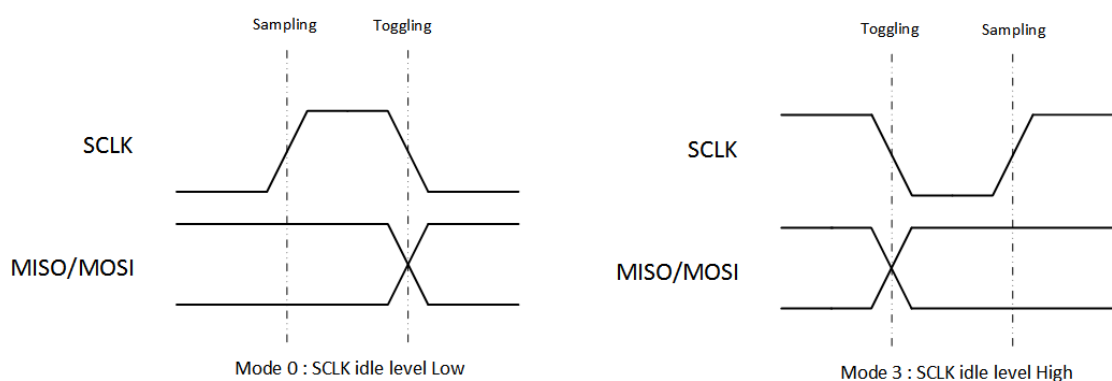 Sampling Toggling
SCLK
MISO/MOSI
Mode 0 : SCLK idle level Low
Toggling Sampling
SCLK
MISO/MOSI
Mode 3 : SCLK idle level High